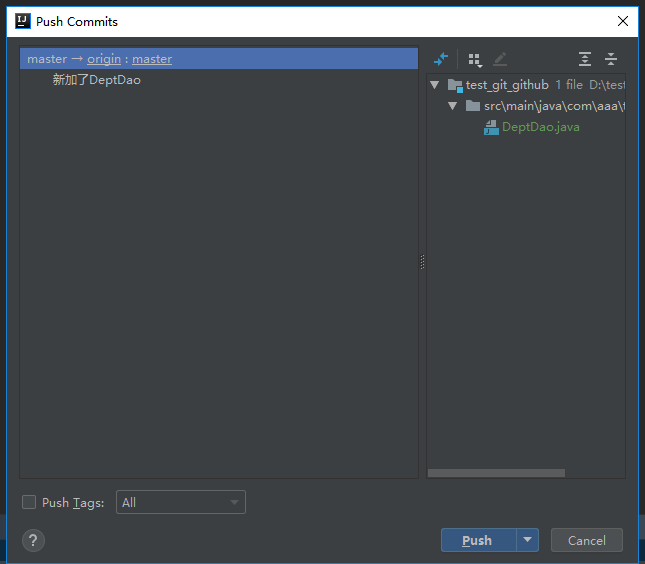 Push Commits
master → origin : master
新加了DeptDao
test_git_github 1 file D:\test
src\main\java\com\aaa\t
DeptDao.java
Push Tags: All
? Push Cancel